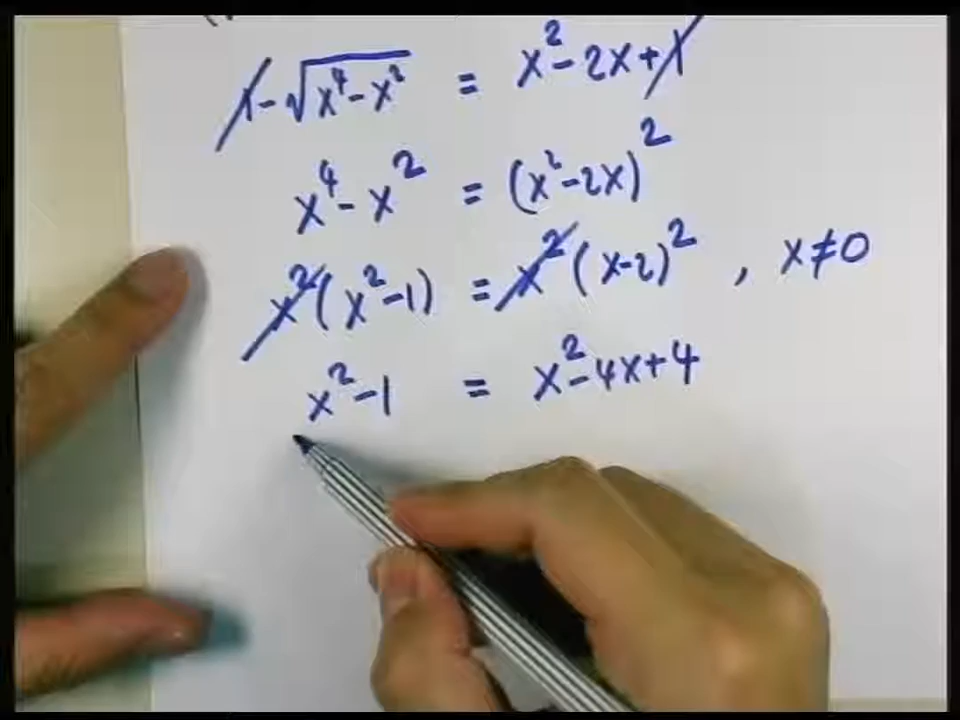 1-√(x⁴-x²) = x²-2x+1
x⁴-x² = (x²-2x)²
x²(x²-1) = x²(x-2)² , x≠0
x²-1 = x²-4x+4